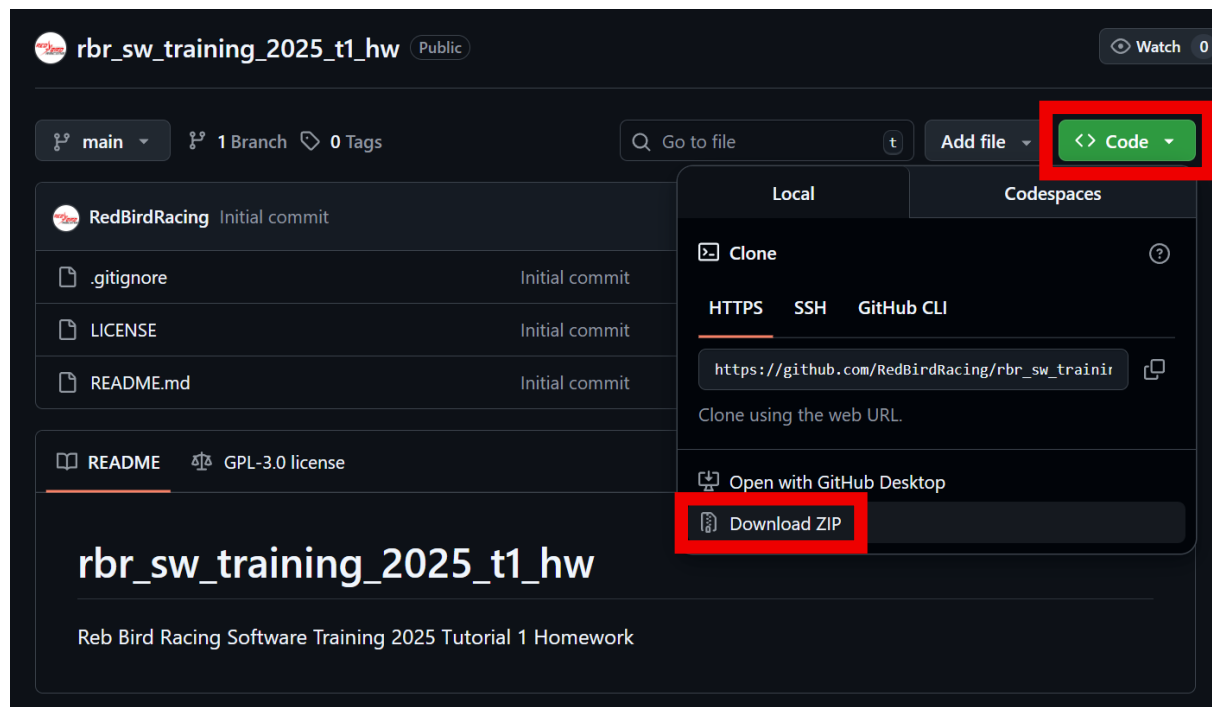 rbr_sw_training_2025_t1_hw Public
Watch 0
main 1 Branch 0 Tags
Go to file t
Add file
<> Code
RedBirdRacing Initial commit
.gitignore Initial commit
LICENSE Initial commit
README.md Initial commit
Local Codespaces
Clone
HTTPS SSH GitHub CLI
https://github.com/RedBirdRacing/rbr_sw_trainin
Clone using the web URL.
Open with GitHub Desktop
Download ZIP
README GPL-3.0 license
rbr_sw_training_2025_t1_hw
Reb Bird Racing Software Training 2025 Tutorial 1 Homework